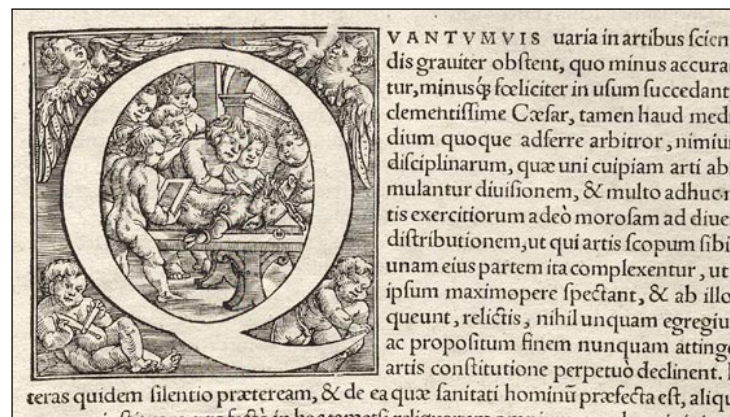 Q VANTVMVIS uaria in artibus ſcien
dis grauiter obſtent, quo minus accura
tur, minusq́; fœliciter in uſum ſuccedant
clementiſſime Cæſar, tamen haud med
dium quoque adferre arbitror, nimiu
diſciplinarum, quæ uni cuipiam arti ab
mulantur diuiſionem, & multo adhuc
tis exercitiorum adeò moroſam ad diue
diſtributionem, ut qui artis ſcopum ſibi
unam eius partem ita complexentur, ut
ipſum maximopere ſpectant, & ab illo
queunt, relictis, nihil unquam egregiu
ac propoſitum finem nunquam atting
artis conſtitutione perpetuò declinent.
teras quidem ſilentio præteream, & de ea quæ ſanitati hominū præfecta eſt, aliqu